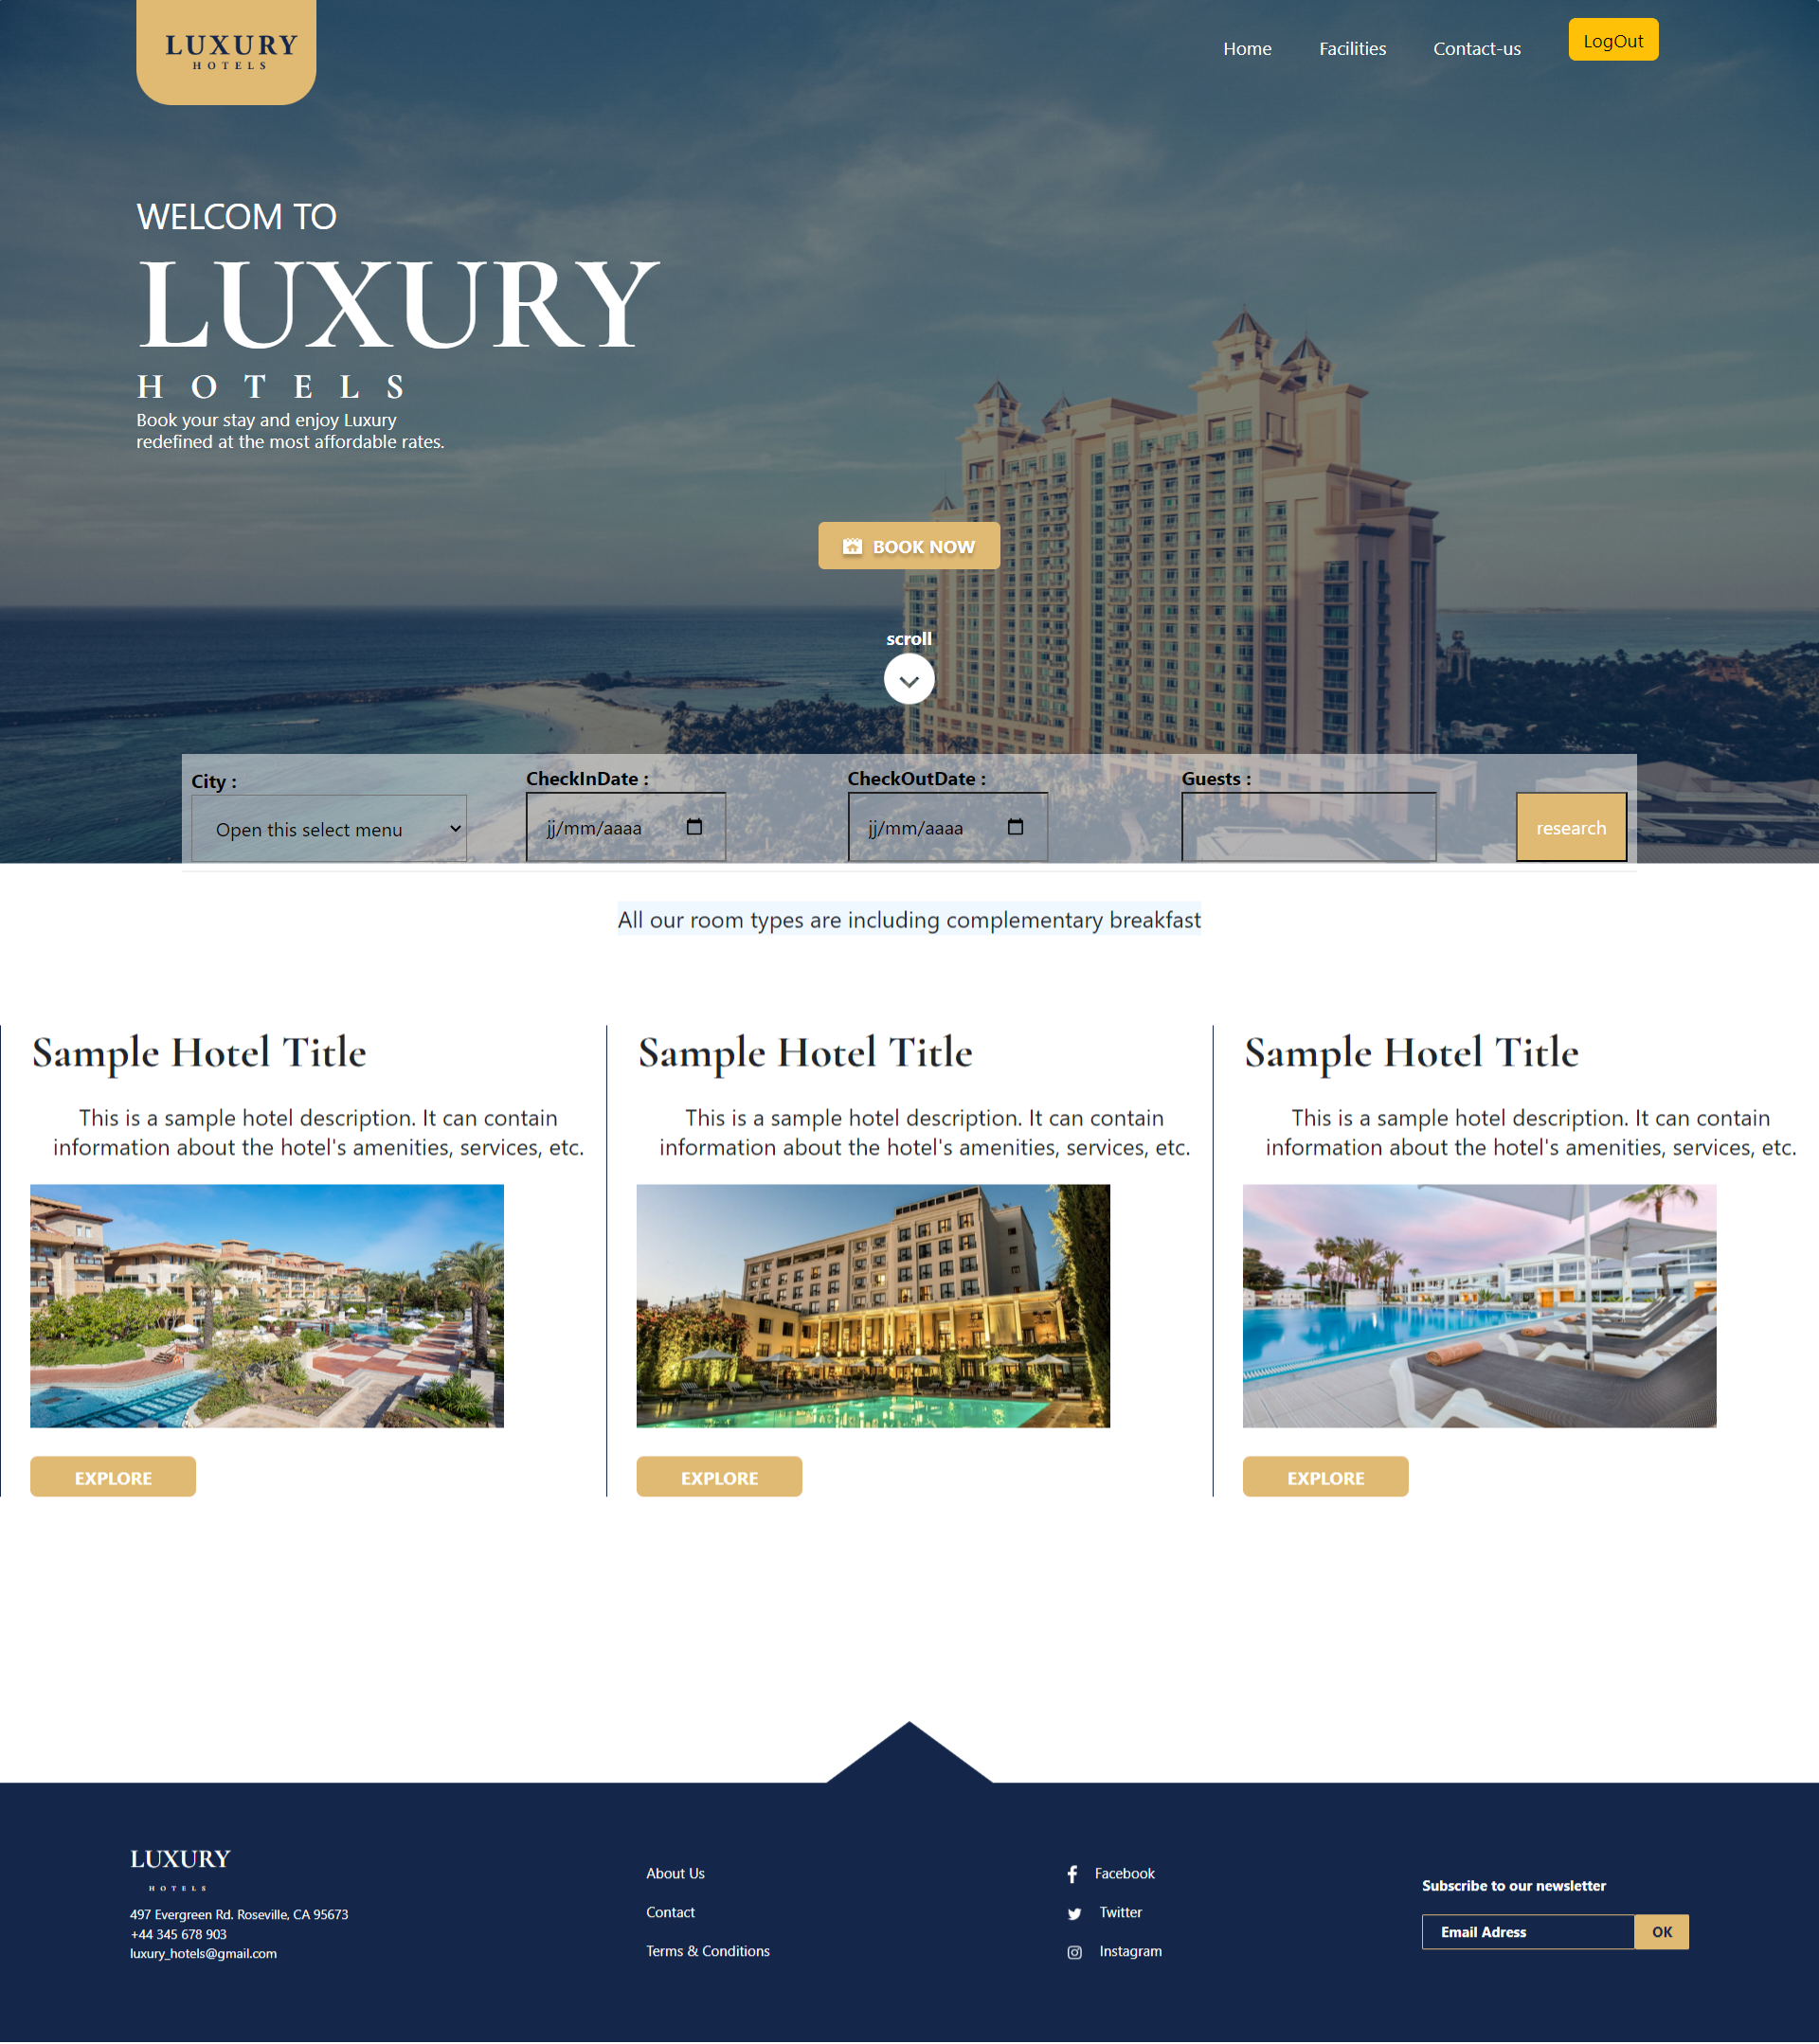 LUXURY
HOTELS
Home Facilities Contact-us LogOut
WELCOM TO
LUXURY
HOTELS
Book your stay and enjoy Luxury
redefined at the most affordable rates.
BOOK NOW
scroll
City : CheckInDate : CheckOutDate : Guests :
Open this select menu jj/mm/aaaa jj/mm/aaaa research
All our room types are including complementary breakfast
Sample Hotel Title
This is a sample hotel description. It can contain
information about the hotel's amenities, services, etc.
EXPLORE
Sample Hotel Title
This is a sample hotel description. It can contain
information about the hotel's amenities, services, etc.
EXPLORE
Sample Hotel Title
This is a sample hotel description. It can contain
information about the hotel's amenities, services, etc.
EXPLORE
LUXURY
HOTELS
497 Evergreen Rd. Roseville, CA 95673
+44 345 678 903
luxury_hotels@gmail.com
About Us
Contact
Terms & Conditions
Facebook
Twitter
Instagram
Subscribe to our newsletter
Email Adress OK